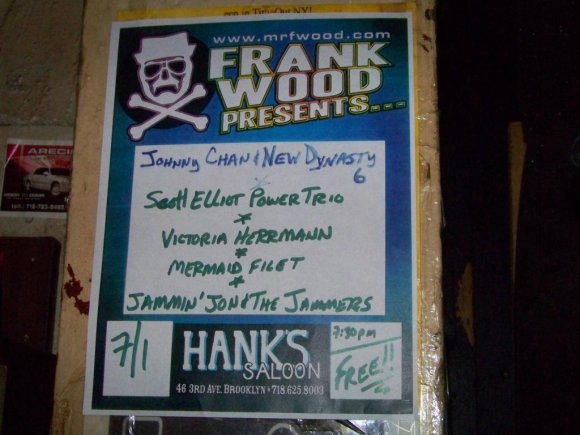 www.mrfwood.com
FRANK
WOOD
PRESENTS...
JOHNNY CHAN & NEW DYNASTY
6
*
Scott ELLIOT POWER TRIO
*
VICTORIA HERRMANN
*
MERMAID FILET
*
JAMMIN' JON & THE JAMMERS
7/1
HANK'S
SALOON
46 3RD AVE. BROOKLYN • 718.625.8003
7:30pm
FREE!!
ARECI